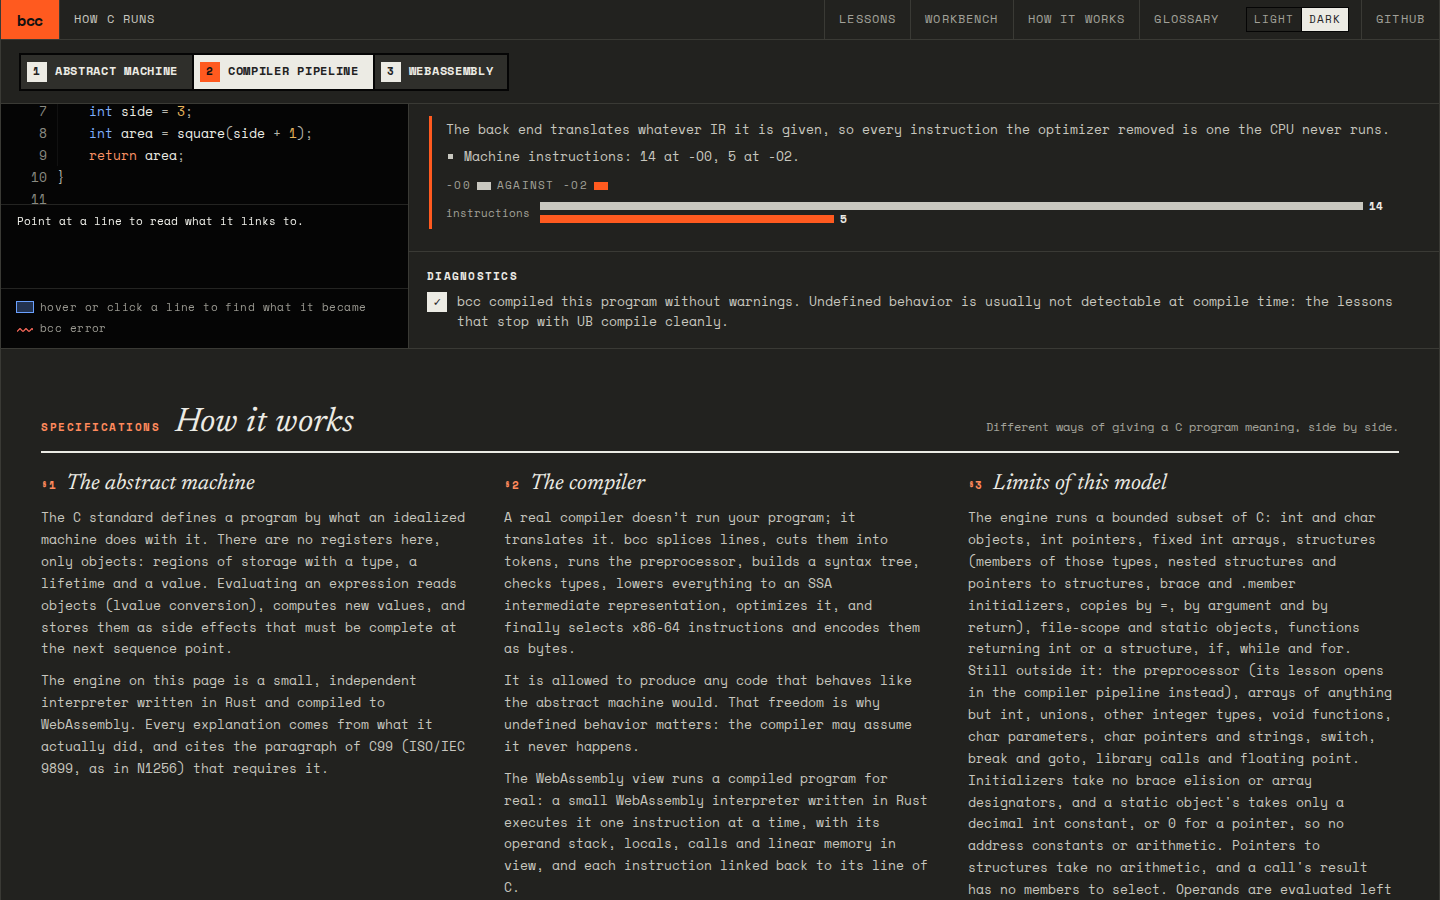 bcc HOW C RUNS LESSONS WORKBENCH HOW IT WORKS GLOSSARY LIGHT DARK GITHUB
1 ABSTRACT MACHINE 2 COMPILER PIPELINE 3 WEBASSEMBLY
7 int side = 3;
8 int area = square(side + 1);
9 return area;
10 }
11
Point at a line to read what it links to.
hover or click a line to find what it became
bcc error
The back end translates whatever IR it is given, so every instruction the optimizer removed is one the CPU never runs.
Machine instructions: 14 at -O0, 5 at -O2.
-O0 AGAINST -O2
instructions 14
5
DIAGNOSTICS
✓ bcc compiled this program without warnings. Undefined behavior is usually not detectable at compile time: the lessons
that stop with UB compile cleanly.
SPECIFICATIONS How it works
Different ways of giving a C program meaning, side by side.
§1 The abstract machine
The C standard defines a program by what an idealized
machine does with it. There are no registers here,
only objects: regions of storage with a type, a
lifetime and a value. Evaluating an expression reads
objects (lvalue conversion), computes new values, and
stores them as side effects that must be complete at
the next sequence point.
The engine on this page is a small, independent
interpreter written in Rust and compiled to
WebAssembly. Every explanation comes from what it
actually did, and cites the paragraph of C99 (ISO/IEC
9899, as in N1256) that requires it.
§2 The compiler
A real compiler doesn't run your program; it
translates it. bcc splices lines, cuts them into
tokens, runs the preprocessor, builds a syntax tree,
checks types, lowers everything to an SSA
intermediate representation, optimizes it, and
finally selects x86-64 instructions and encodes them
as bytes.
It is allowed to produce any code that behaves like
the abstract machine would. That freedom is why
undefined behavior matters: the compiler may assume
it never happens.
The WebAssembly view runs a compiled program for
real: a small WebAssembly interpreter written in Rust
executes it one instruction at a time, with its
operand stack, locals, calls and linear memory in
view, and each instruction linked back to its line of
C.
§3 Limits of this model
The engine runs a bounded subset of C: int and char
objects, int pointers, fixed int arrays, structures
(members of those types, nested structures and
pointers to structures, brace and .member
initializers, copies by =, by argument and by
return), file-scope and static objects, functions
returning int or a structure, if, while and for.
Still outside it: the preprocessor (its lesson opens
in the compiler pipeline instead), arrays of anything
but int, unions, other integer types, void functions,
char parameters, char pointers and strings, switch,
break and goto, library calls and floating point.
Initializers take no brace elision or array
designators, and a static object's takes only a
decimal int constant, or 0 for a pointer, so no
address constants or arithmetic. Pointers to
structures take no arithmetic, and a call's result
has no members to select. Operands are evaluated left